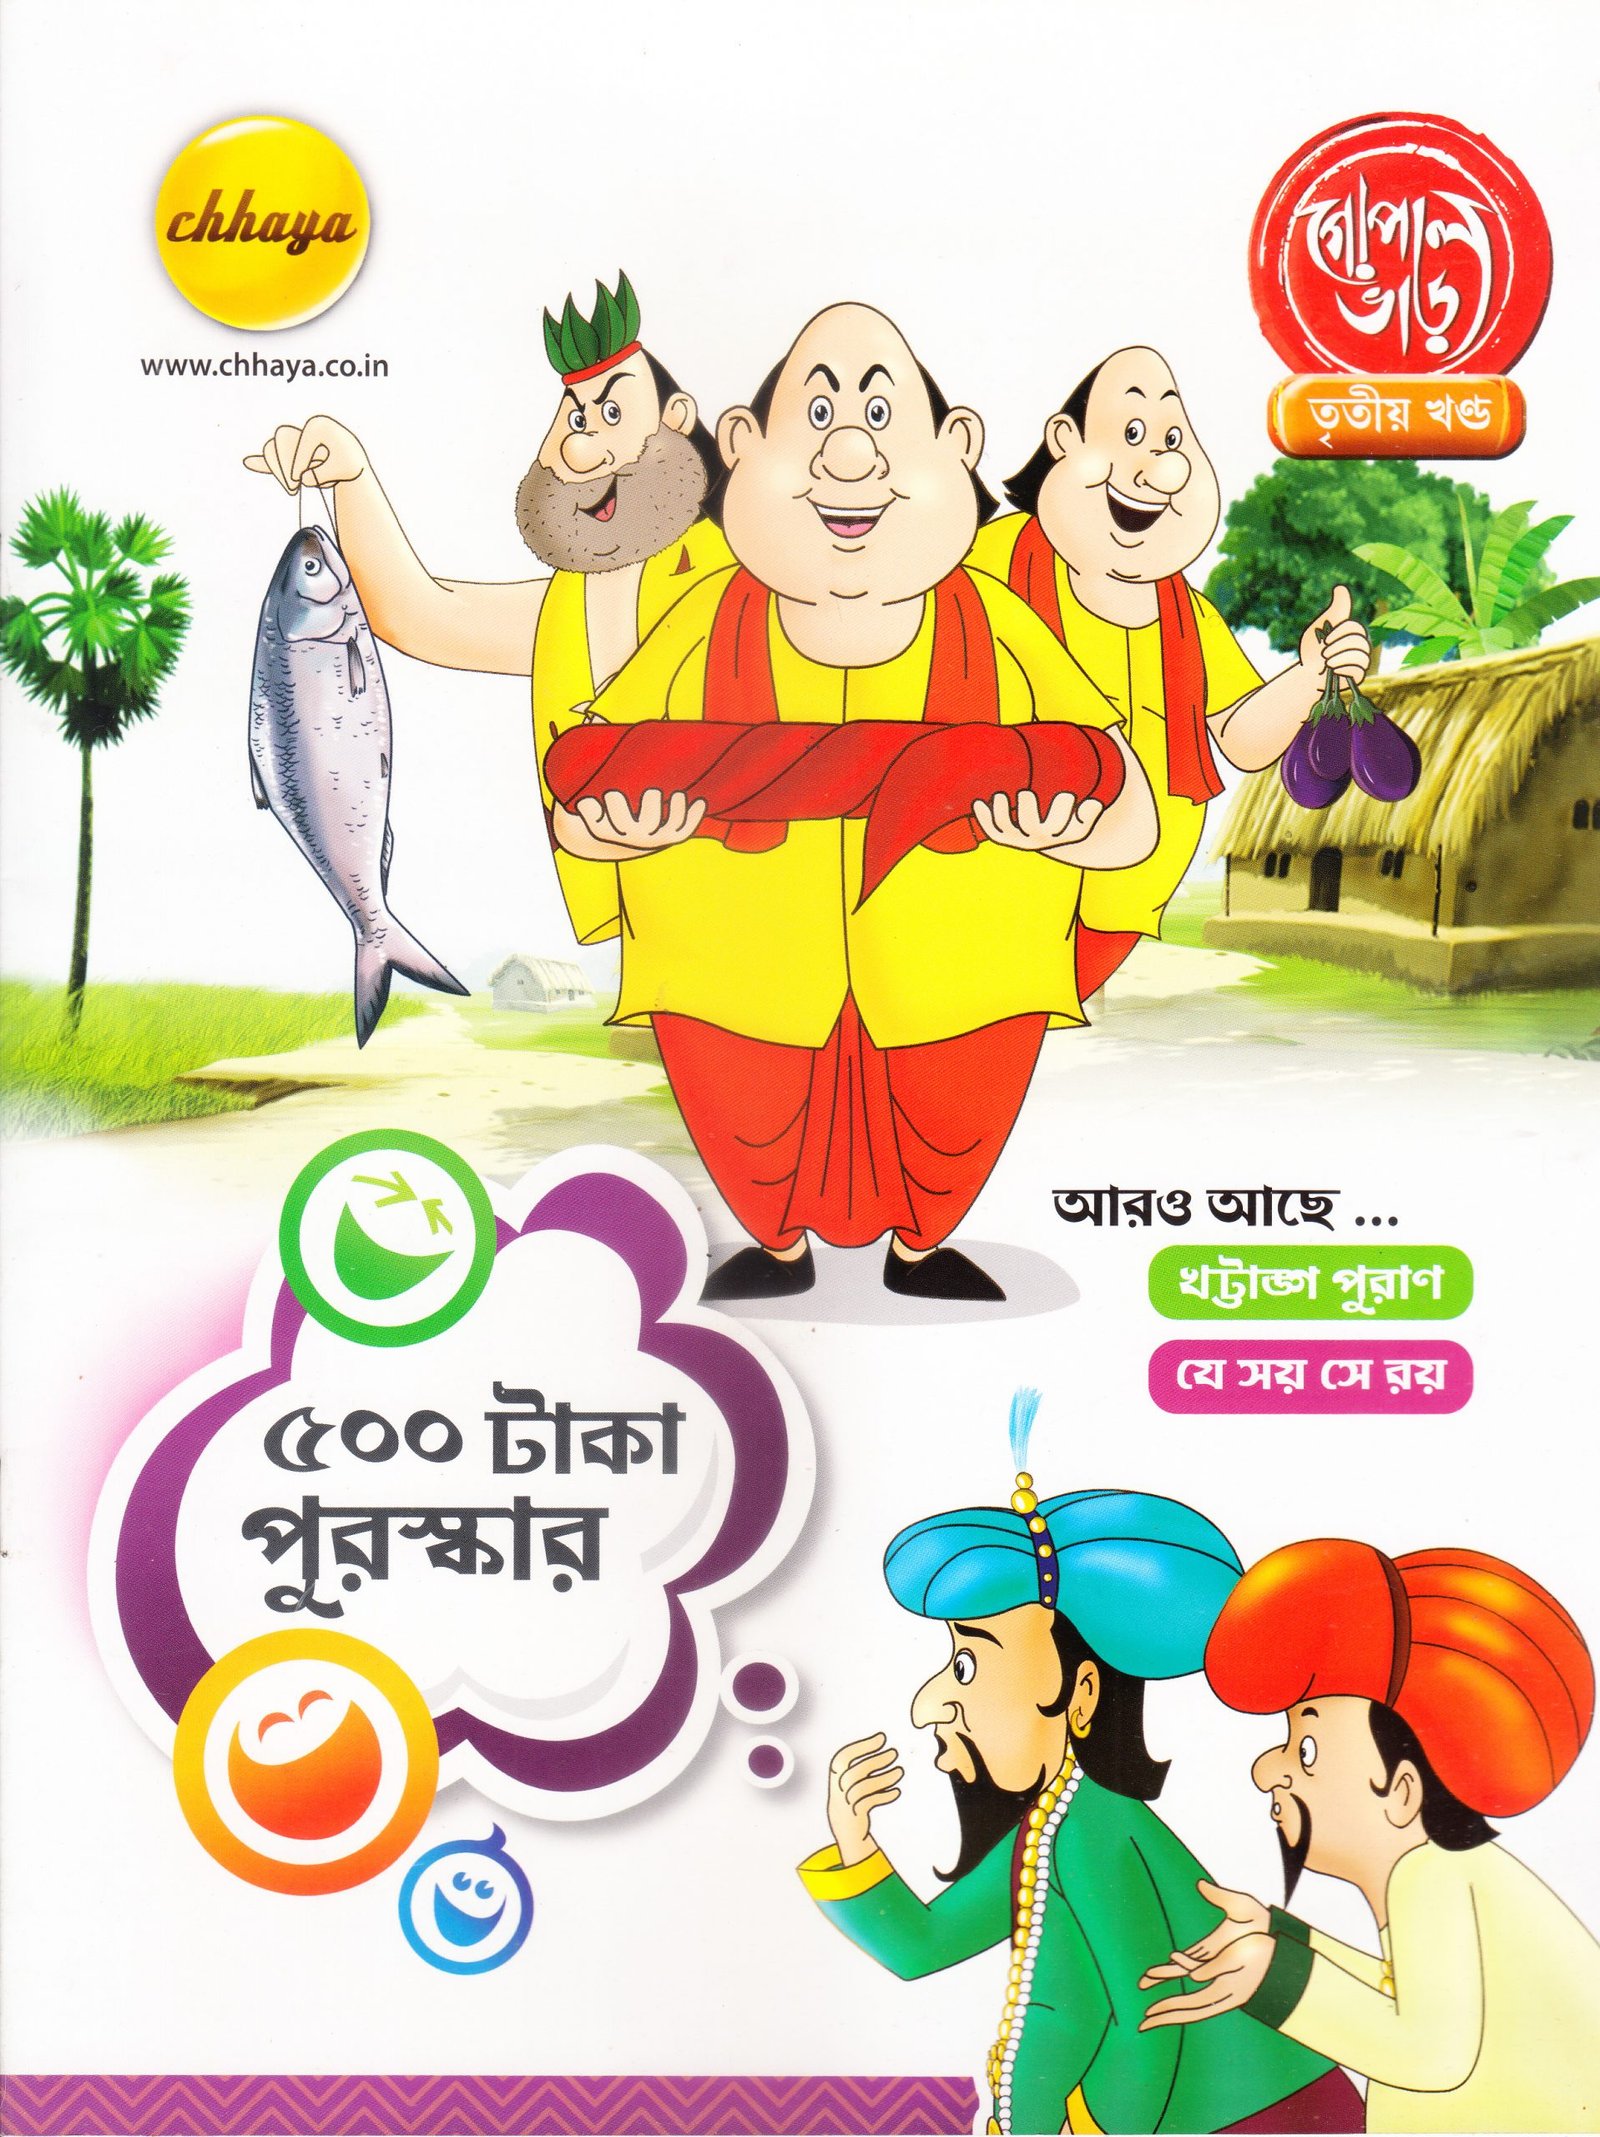 chhaya
www.chhaya.co.in
গোপাল
ভাঁড়
তৃতীয় খণ্ড
আরও আছে ...
খট্টাঙ্গ পুরাণ
যে সয় সে রয়
৫০০ টাকা
পুরস্কার